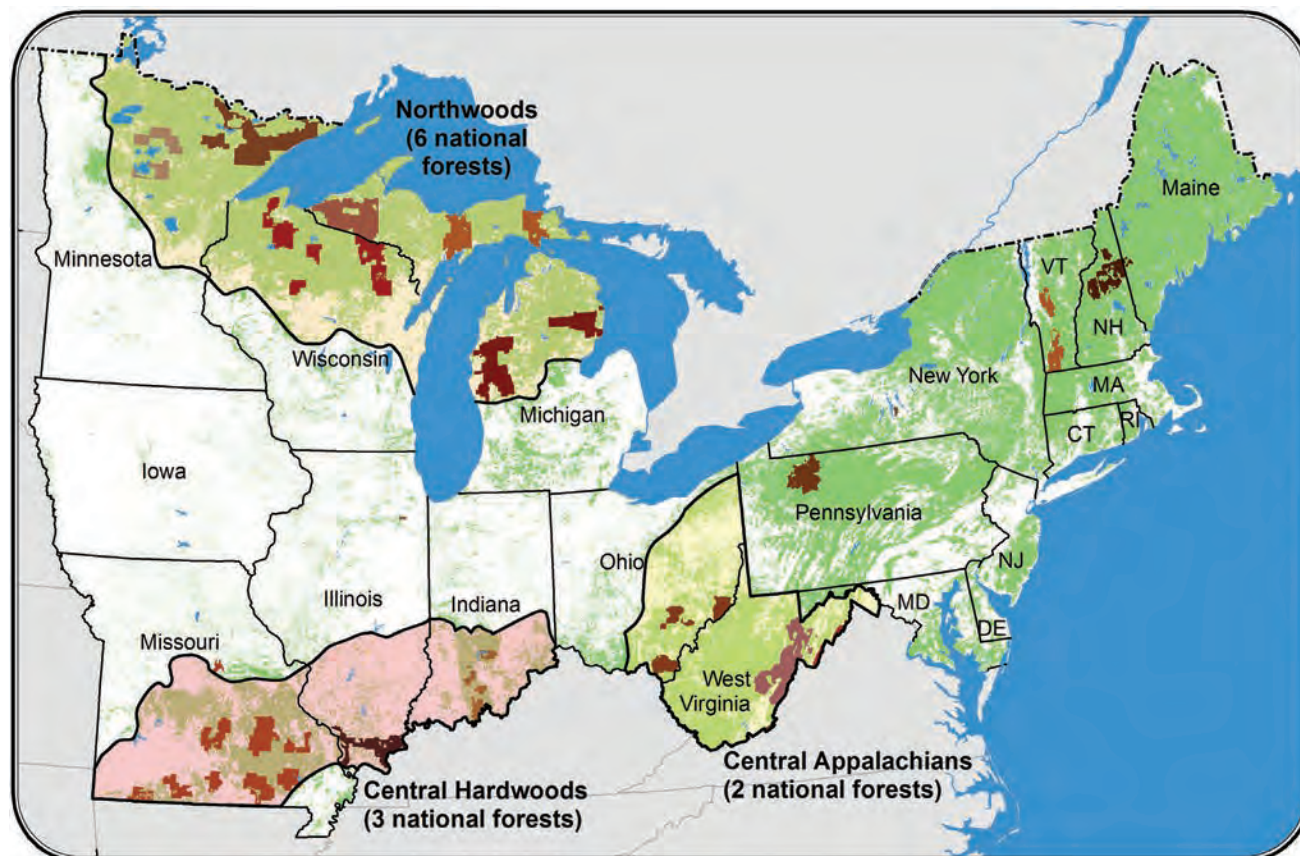 Northwoods
(6 national
forests)
Maine
Minnesota
VT
NH
Wisconsin
New York
MA
Michigan
CT
RI
Iowa
Pennsylvania
Ohio
NJ
Illinois
Indiana
MD
DE
Missouri
West
Virginia
Central Appalachians
(2 national forests)
Central Hardwoods
(3 national forests)